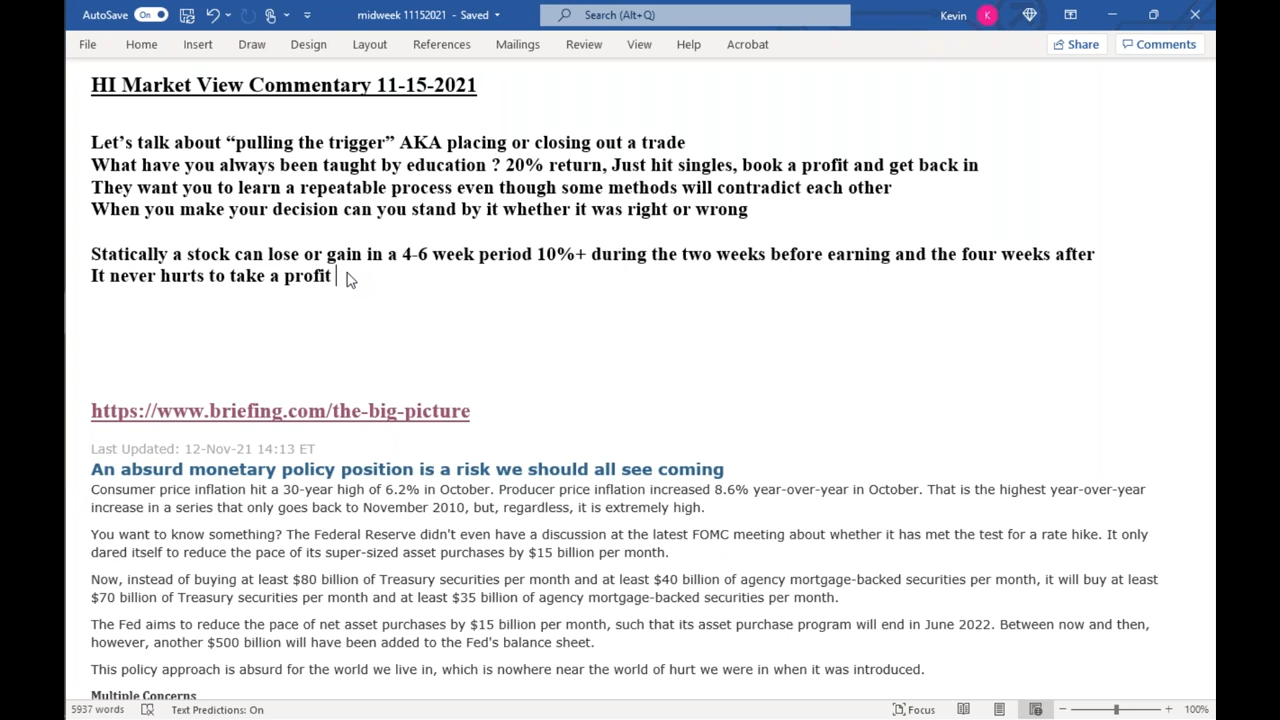 AutoSave On midweek 11152021 - Saved Search (Alt+Q) Kevin K
File Home Insert Draw Design Layout References Mailings Review View Help Acrobat Share Comments
HI Market View Commentary 11-15-2021
Let's talk about “pulling the trigger” AKA placing or closing out a trade
What have you always been taught by education ? 20% return, Just hit singles, book a profit and get back in
They want you to learn a repeatable process even though some methods will contradict each other
When you make your decision can you stand by it whether it was right or wrong
Statically a stock can lose or gain in a 4-6 week period 10%+ during the two weeks before earning and the four weeks after
It never hurts to take a profit
https://www.briefing.com/the-big-picture
Last Updated: 12-Nov-21 14:13 ET
An absurd monetary policy position is a risk we should all see coming
Consumer price inflation hit a 30-year high of 6.2% in October. Producer price inflation increased 8.6% year-over-year in October. That is the highest year-over-year
increase in a series that only goes back to November 2010, but, regardless, it is extremely high.
You want to know something? The Federal Reserve didn't even have a discussion at the latest FOMC meeting about whether it has met the test for a rate hike. It only
dared itself to reduce the pace of its super-sized asset purchases by $15 billion per month.
Now, instead of buying at least $80 billion of Treasury securities per month and at least $40 billion of agency mortgage-backed securities per month, it will buy at least
$70 billion of Treasury securities per month and at least $35 billion of agency mortgage-backed securities per month.
The Fed aims to reduce the pace of net asset purchases by $15 billion per month, such that its asset purchase program will end in June 2022. Between now and then,
however, another $500 billion will have been added to the Fed's balance sheet.
This policy approach is absurd for the world we live in, which is nowhere near the world of hurt we were in when it was introduced.
Multiple Concerns
5937 words Text Predictions: On Focus 100%